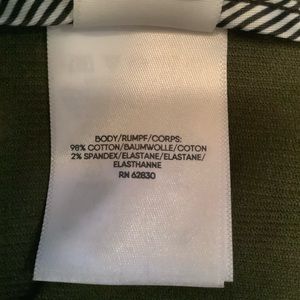 BODY/RUMPF/CORPS:
98% COTTON/BAUMWOLLE/COTON
2% SPANDEX/ELASTANE/ELASTANE/
ELASTHANNE
RN 62830